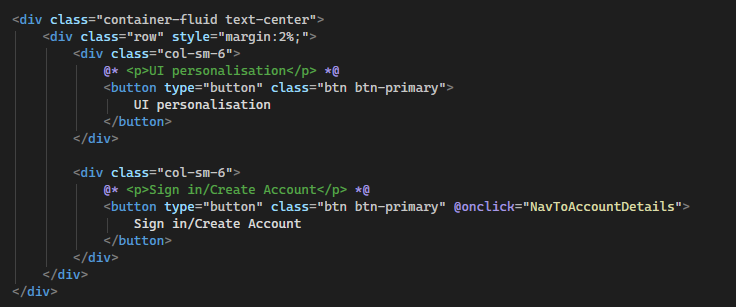 <div class="container-fluid text-center">
<div class="row" style="margin:2%;">
<div class="col-sm-6">
@* <p>UI personalisation</p> *@
<button type="button" class="btn btn-primary">
UI personalisation
</button>
</div>
<div class="col-sm-6">
@* <p>Sign in/Create Account</p> *@
<button type="button" class="btn btn-primary" @onclick="NavToAccountDetails">
Sign in/Create Account
</button>
</div>
</div>
</div>